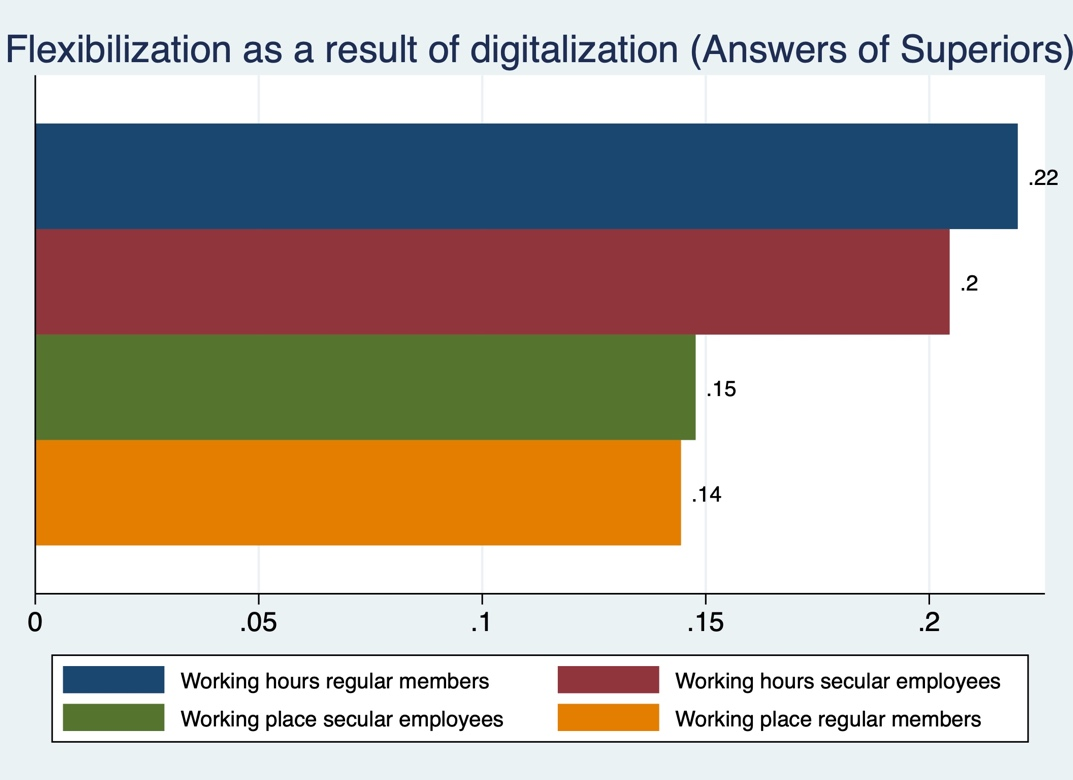 Flexibilization as a result of digitalization (Answers of Superiors)
.22
.2
.15
.14
0 .05 .1 .15 .2
Working hours regular members Working hours secular employees
Working place secular employees Working place regular members